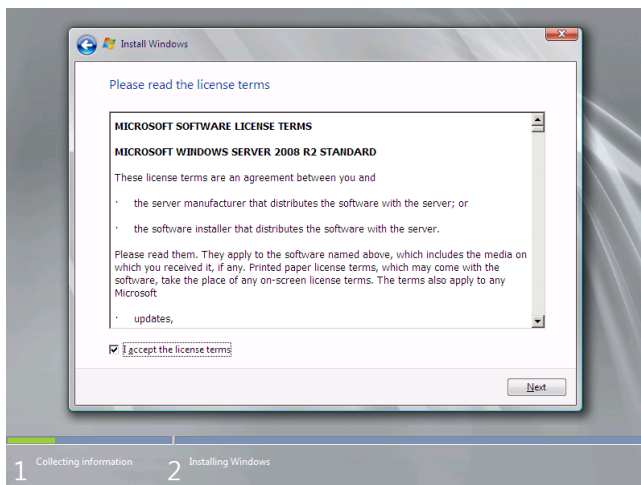 Install Windows
Please read the license terms
MICROSOFT SOFTWARE LICENSE TERMS
MICROSOFT WINDOWS SERVER 2008 R2 STANDARD
These license terms are an agreement between you and
· the server manufacturer that distributes the software with the server; or
· the software installer that distributes the software with the server.
Please read them. They apply to the software named above, which includes the media on
which you received it, if any. Printed paper license terms, which may come with the
software, take the place of any on-screen license terms. The terms also apply to any
Microsoft
· updates,
I accept the license terms
Next
1 Collecting information 2 Installing Windows